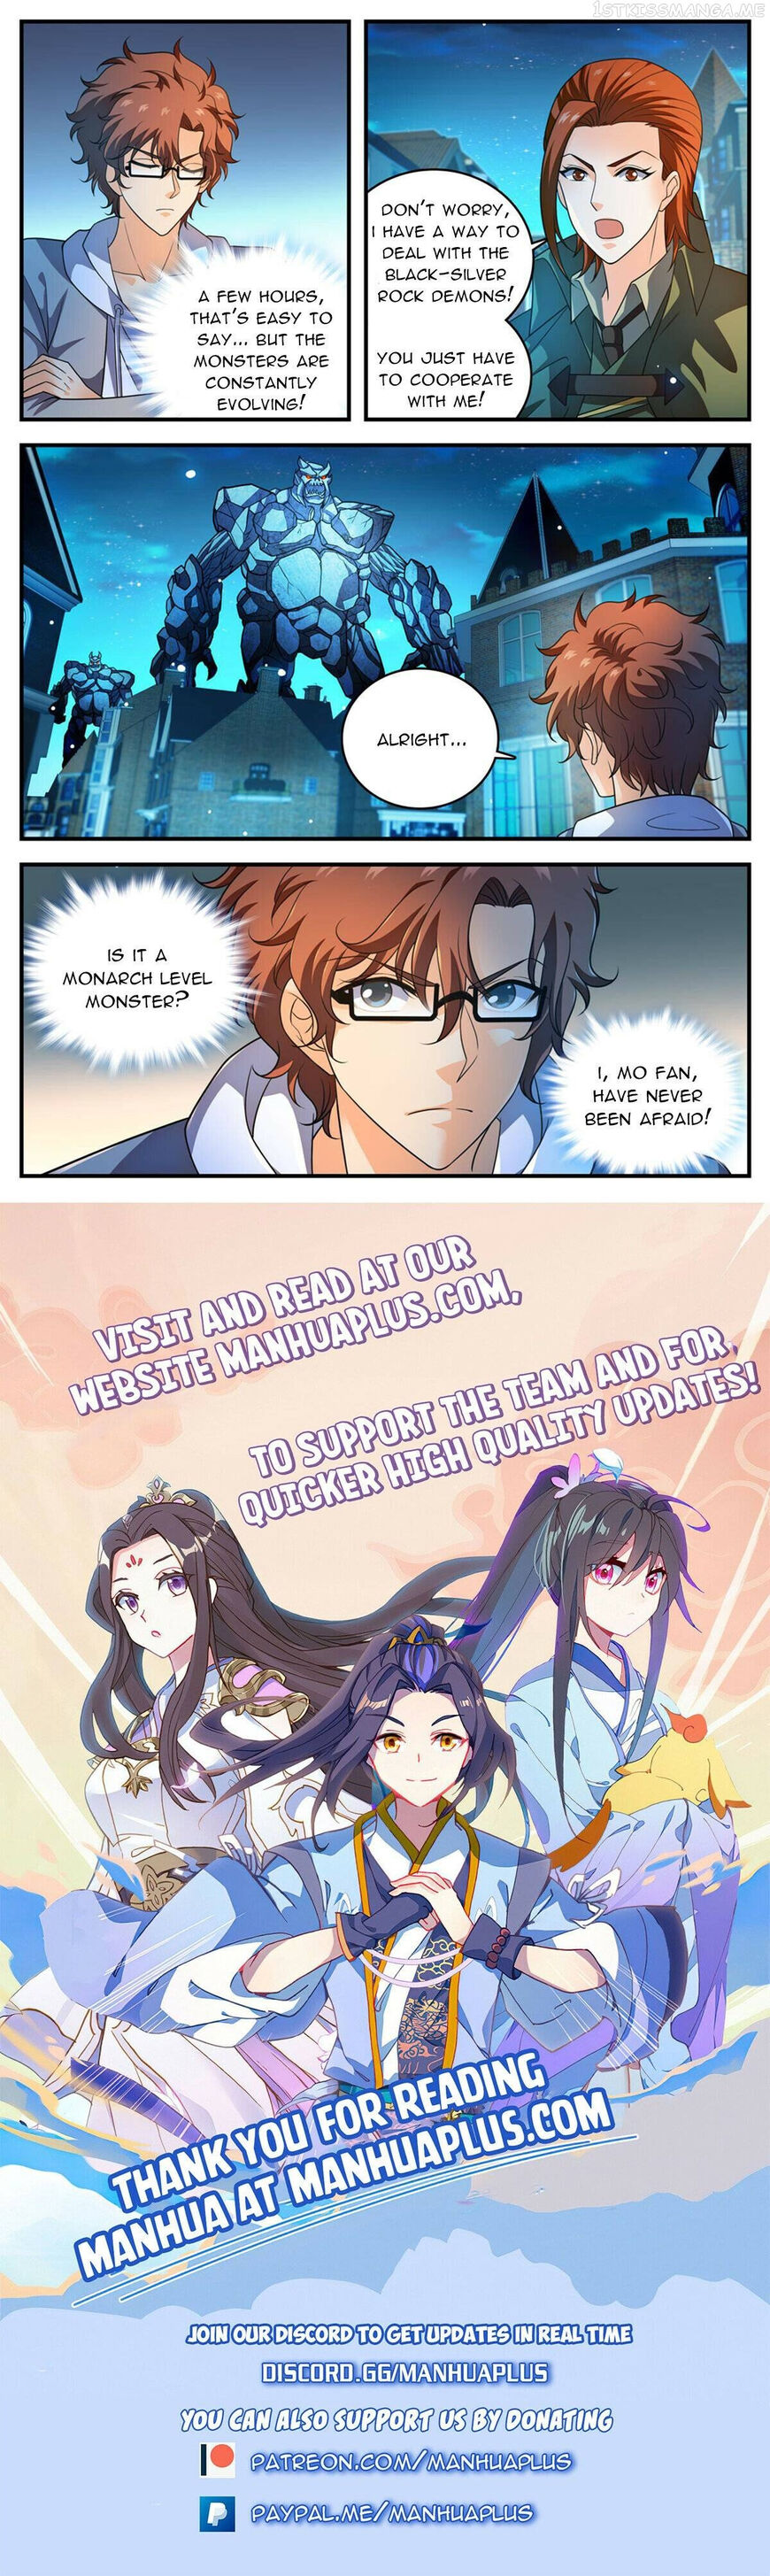 1STKISSMANGA.ME
A FEW HOURS,
THAT'S EASY TO
SAY... BUT THE
MONSTERS ARE
CONSTANTLY
EVOLVING!
DON'T WORRY,
I HAVE A WAY TO
DEAL WITH THE
BLACK-SILVER
ROCK DEMONS!
YOU JUST HAVE
TO COOPERATE
WITH ME!
ALRIGHT...
IS IT A
MONARCH LEVEL
MONSTER?
I, MO FAN,
HAVE NEVER
BEEN AFRAID!
VISIT AND READ AT OUR
WEBSITE MANHUAPLUS.COM,
TO SUPPORT THE TEAM AND FOR
QUICKER HIGH QUALITY UPDATES!
THANK YOU FOR READING
MANHUA AT MANHUAPLUS.COM
JOIN OUR DISCORD TO GET UPDATES IN REAL TIME
DISCORD.GG/MANHUAPLUS
YOU CAN ALSO SUPPORT US BY DONATING
PATREON.COM/MANHUAPLUS
PAYPAL.ME/MANHUAPLUS